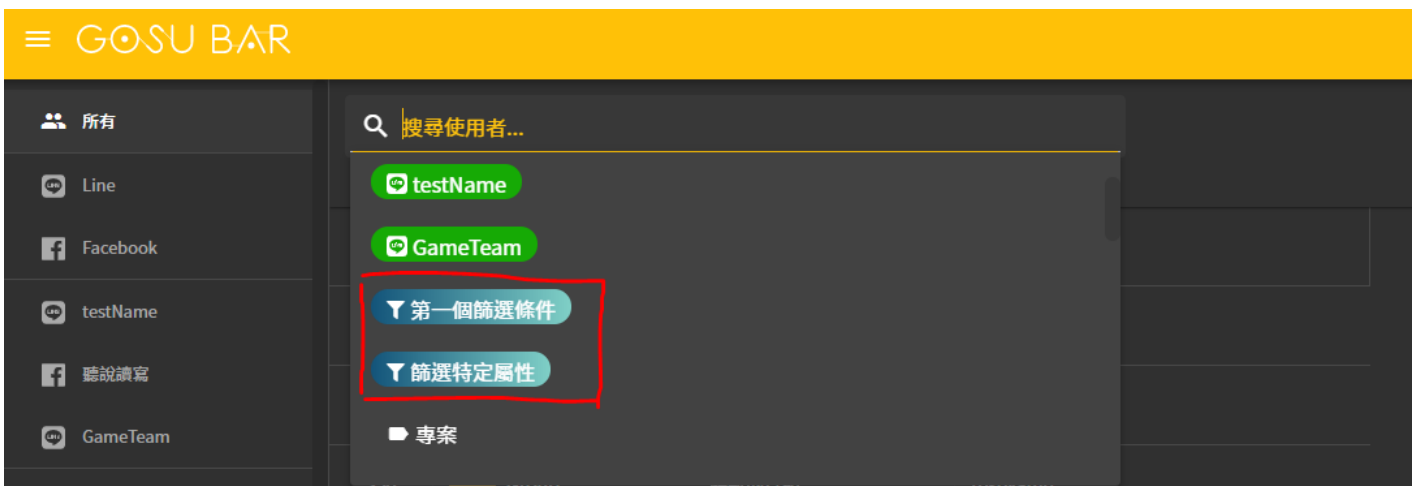 GOSU BAR
所有
Line
Facebook
testName
聽說讀寫
GameTeam
搜尋使用者...
testName
GameTeam
第一個篩選條件
篩選特定屬性
專案